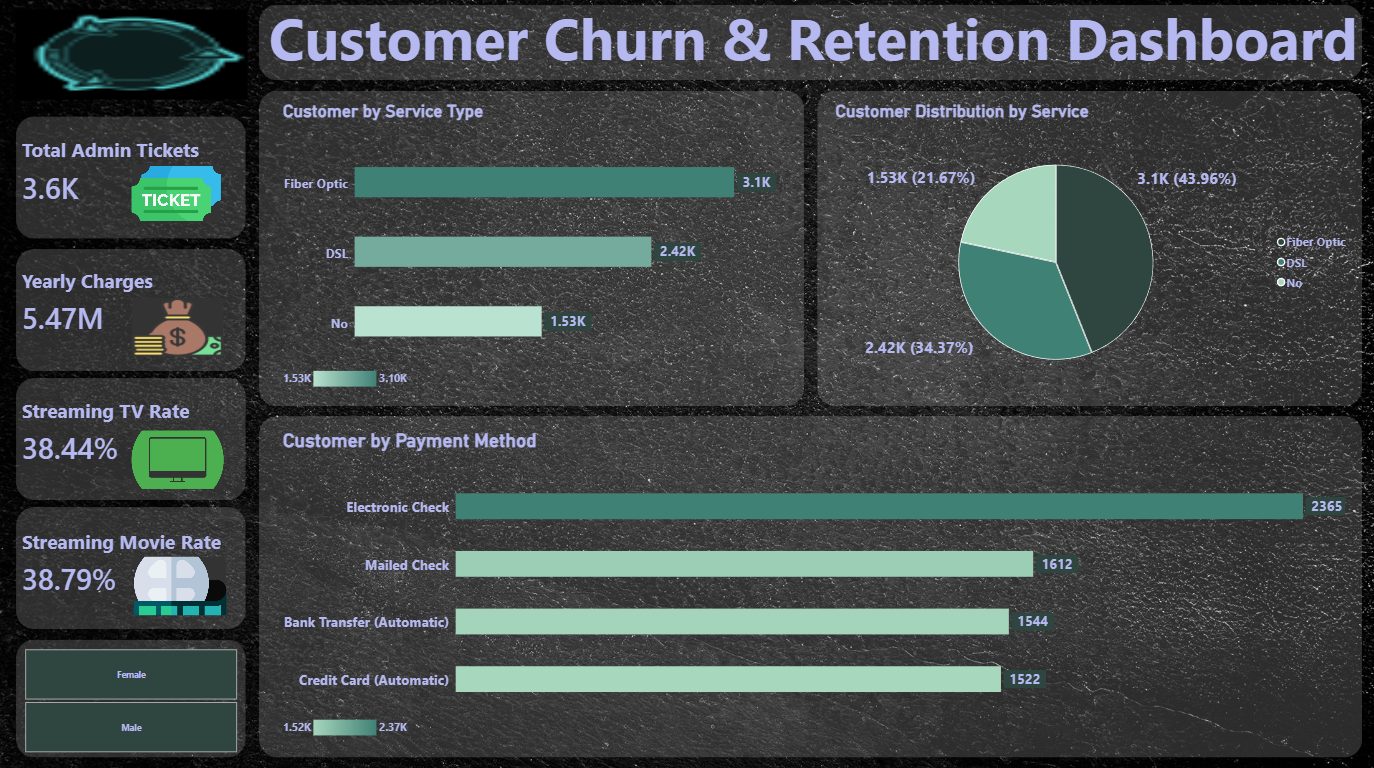 Customer Churn & Retention Dashboard
Total Admin Tickets
3.6K
TICKET
Yearly Charges
5.47M
$
Streaming TV Rate
38.44%
Streaming Movie Rate
38.79%
Female
Male
Customer by Service Type
Fiber Optic
3.1K
DSL
2.42K
No
1.53K
1.53K 3.10K
Customer Distribution by Service
1.53K (21.67%)
3.1K (43.96%)
2.42K (34.37%)
Fiber Optic
DSL
No
Customer by Payment Method
Electronic Check
2365
Mailed Check
1612
Bank Transfer (Automatic)
1544
Credit Card (Automatic)
1522
1.52K 2.37K